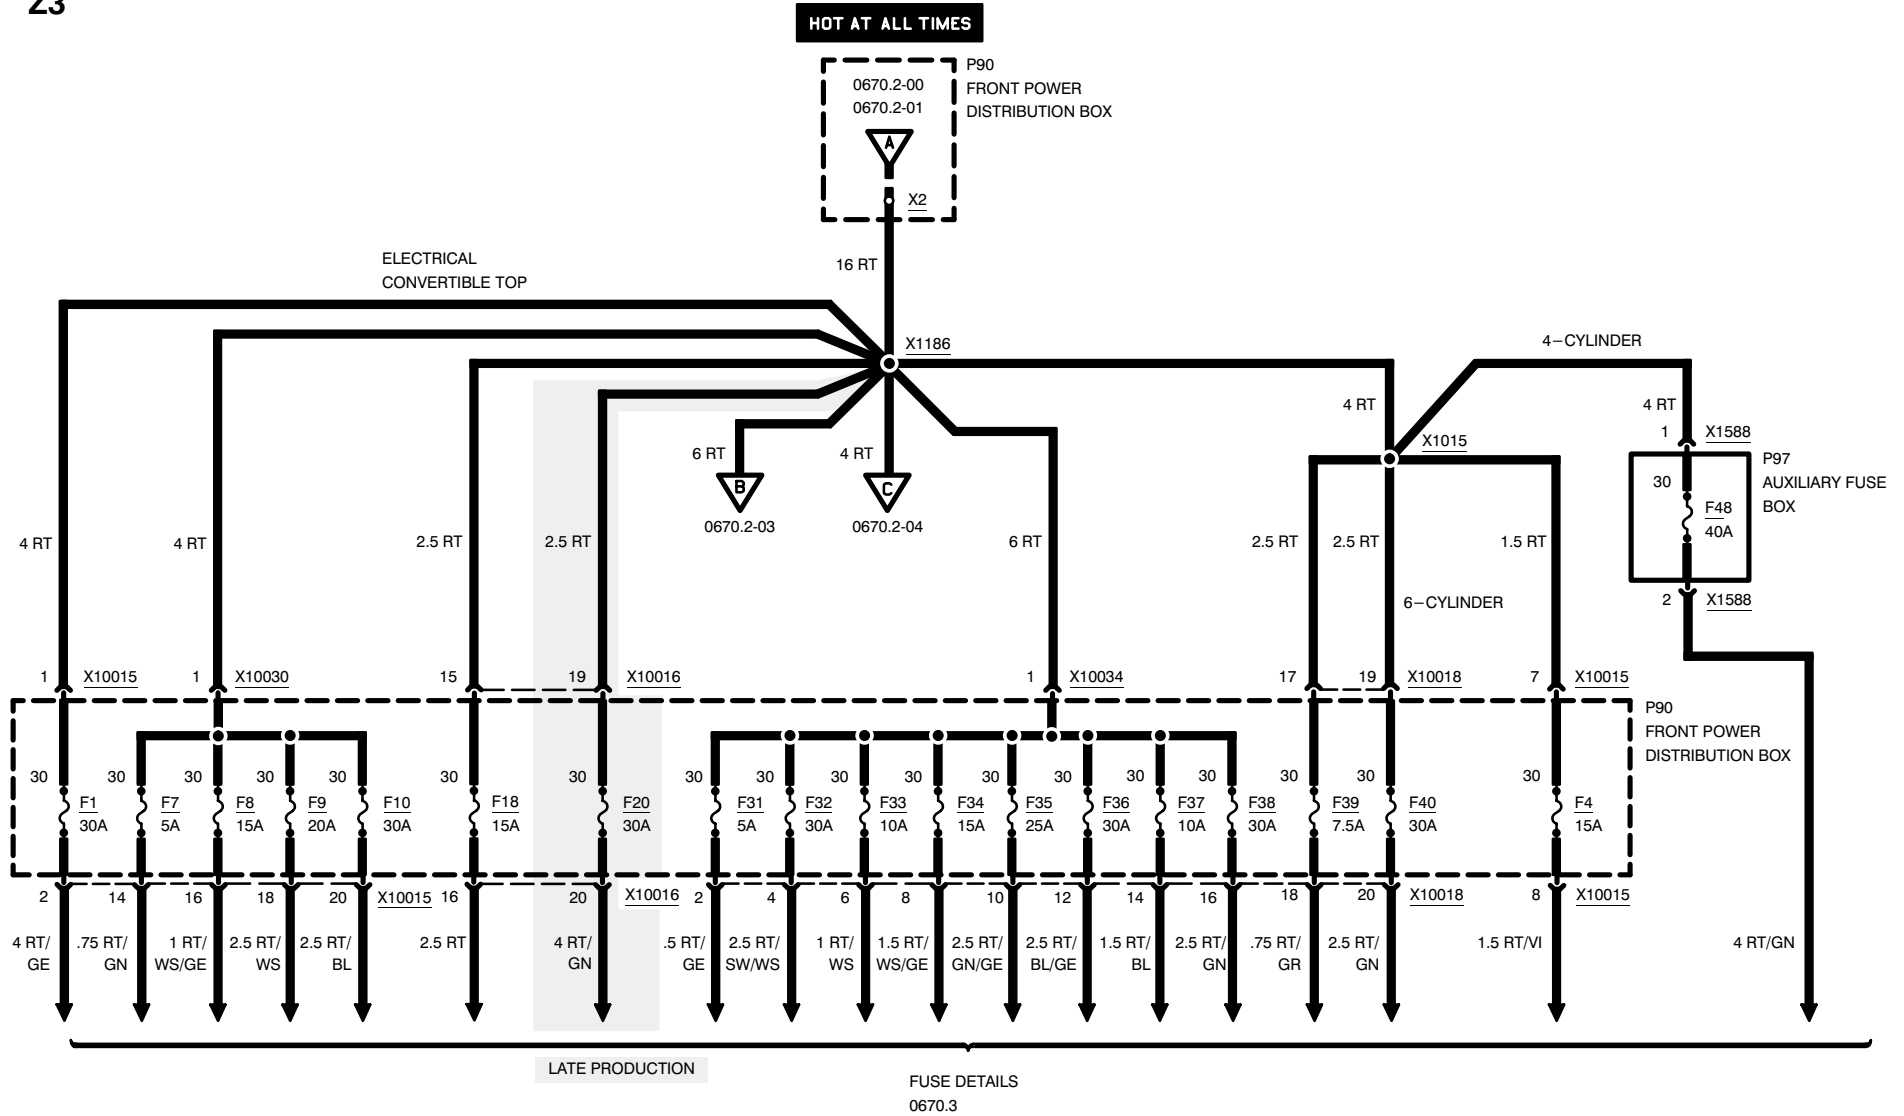 Z3
HOT AT ALL TIMES
P90
FRONT POWER
DISTRIBUTION BOX
0670.2-00
0670.2-01
A
X2
16 RT
ELECTRICAL
CONVERTIBLE TOP
X1186
4-CYLINDER
4 RT
4 RT
1 X1588
X1015
6 RT
4 RT
B
C
0670.2-03
0670.2-04
P97
AUXILIARY FUSE
BOX
30
F48
40A
4 RT
4 RT
2.5 RT
2.5 RT
6 RT
2.5 RT
2.5 RT
1.5 RT
6-CYLINDER
2 X1588
1 X10015
1 X10030
15
19 X10016
1 X10034
17
19 X10018
7 X10015
P90
FRONT POWER
DISTRIBUTION BOX
30 30 30 30 30 30 30 30 30 30 30 30 30 30 30 30 30 30
F1 F7 F8 F9 F10 F18 F20 F31 F32 F33 F34 F35 F36 F37 F38 F39 F40 F4
30A 5A 15A 20A 30A 15A 30A 5A 30A 10A 15A 25A 30A 10A 30A 7.5A 30A 15A
2 14 16 18 20 X10015 16 20 X10016 2 4 6 8 10 12 14 16 18 20 X10018 8 X10015
4 RT/ .75 RT/ 1 RT/ 2.5 RT/ 2.5 RT/ 2.5 RT 4 RT/ .5 RT/ 2.5 RT/ 1 RT/ 1.5 RT/ 2.5 RT/ 2.5 RT/ 1.5 RT/ 2.5 RT/ .75 RT/ 2.5 RT/ 1.5 RT/VI 4 RT/GN
GE GN WS/GE WS BL GN GE SW/WS WS WS/GE GN/GE BL/GE BL GN GR GN
LATE PRODUCTION
FUSE DETAILS
0670.3